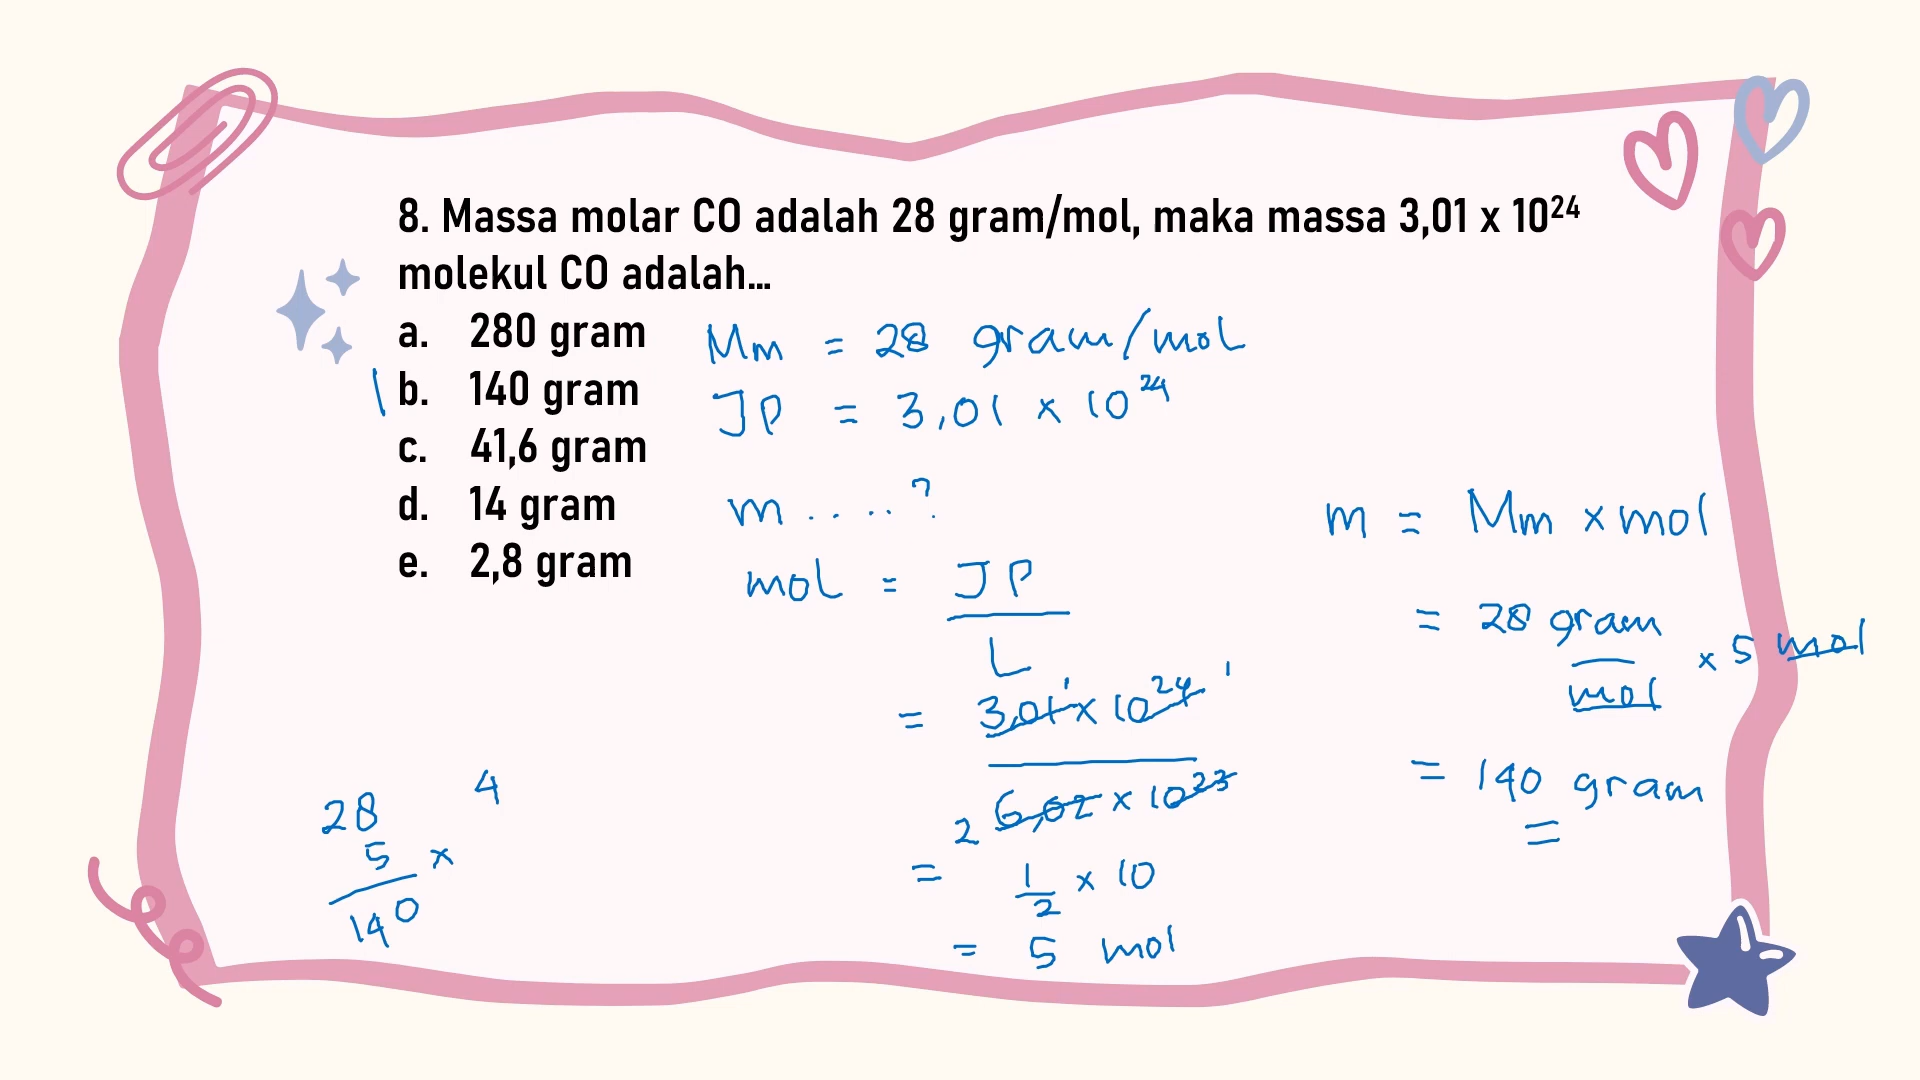 8. Massa molar CO adalah 28 gram/mol, maka massa 3,01 x 10²⁴
molekul CO adalah...
a. 280 gram
b. 140 gram
c. 41,6 gram
d. 14 gram
e. 2,8 gram
Mm = 28 gram/mol
JP = 3,01 x 10²⁴
m . . . . ?
mol = JP
L
= 3,01 x 10²⁴
1 1
2 6,02 x 10²³
= 1/2 x 10
= 5 mol
m = Mm x mol
= 28 gram/mol x 5 mol
= 140 gram
28 4
5 x
140